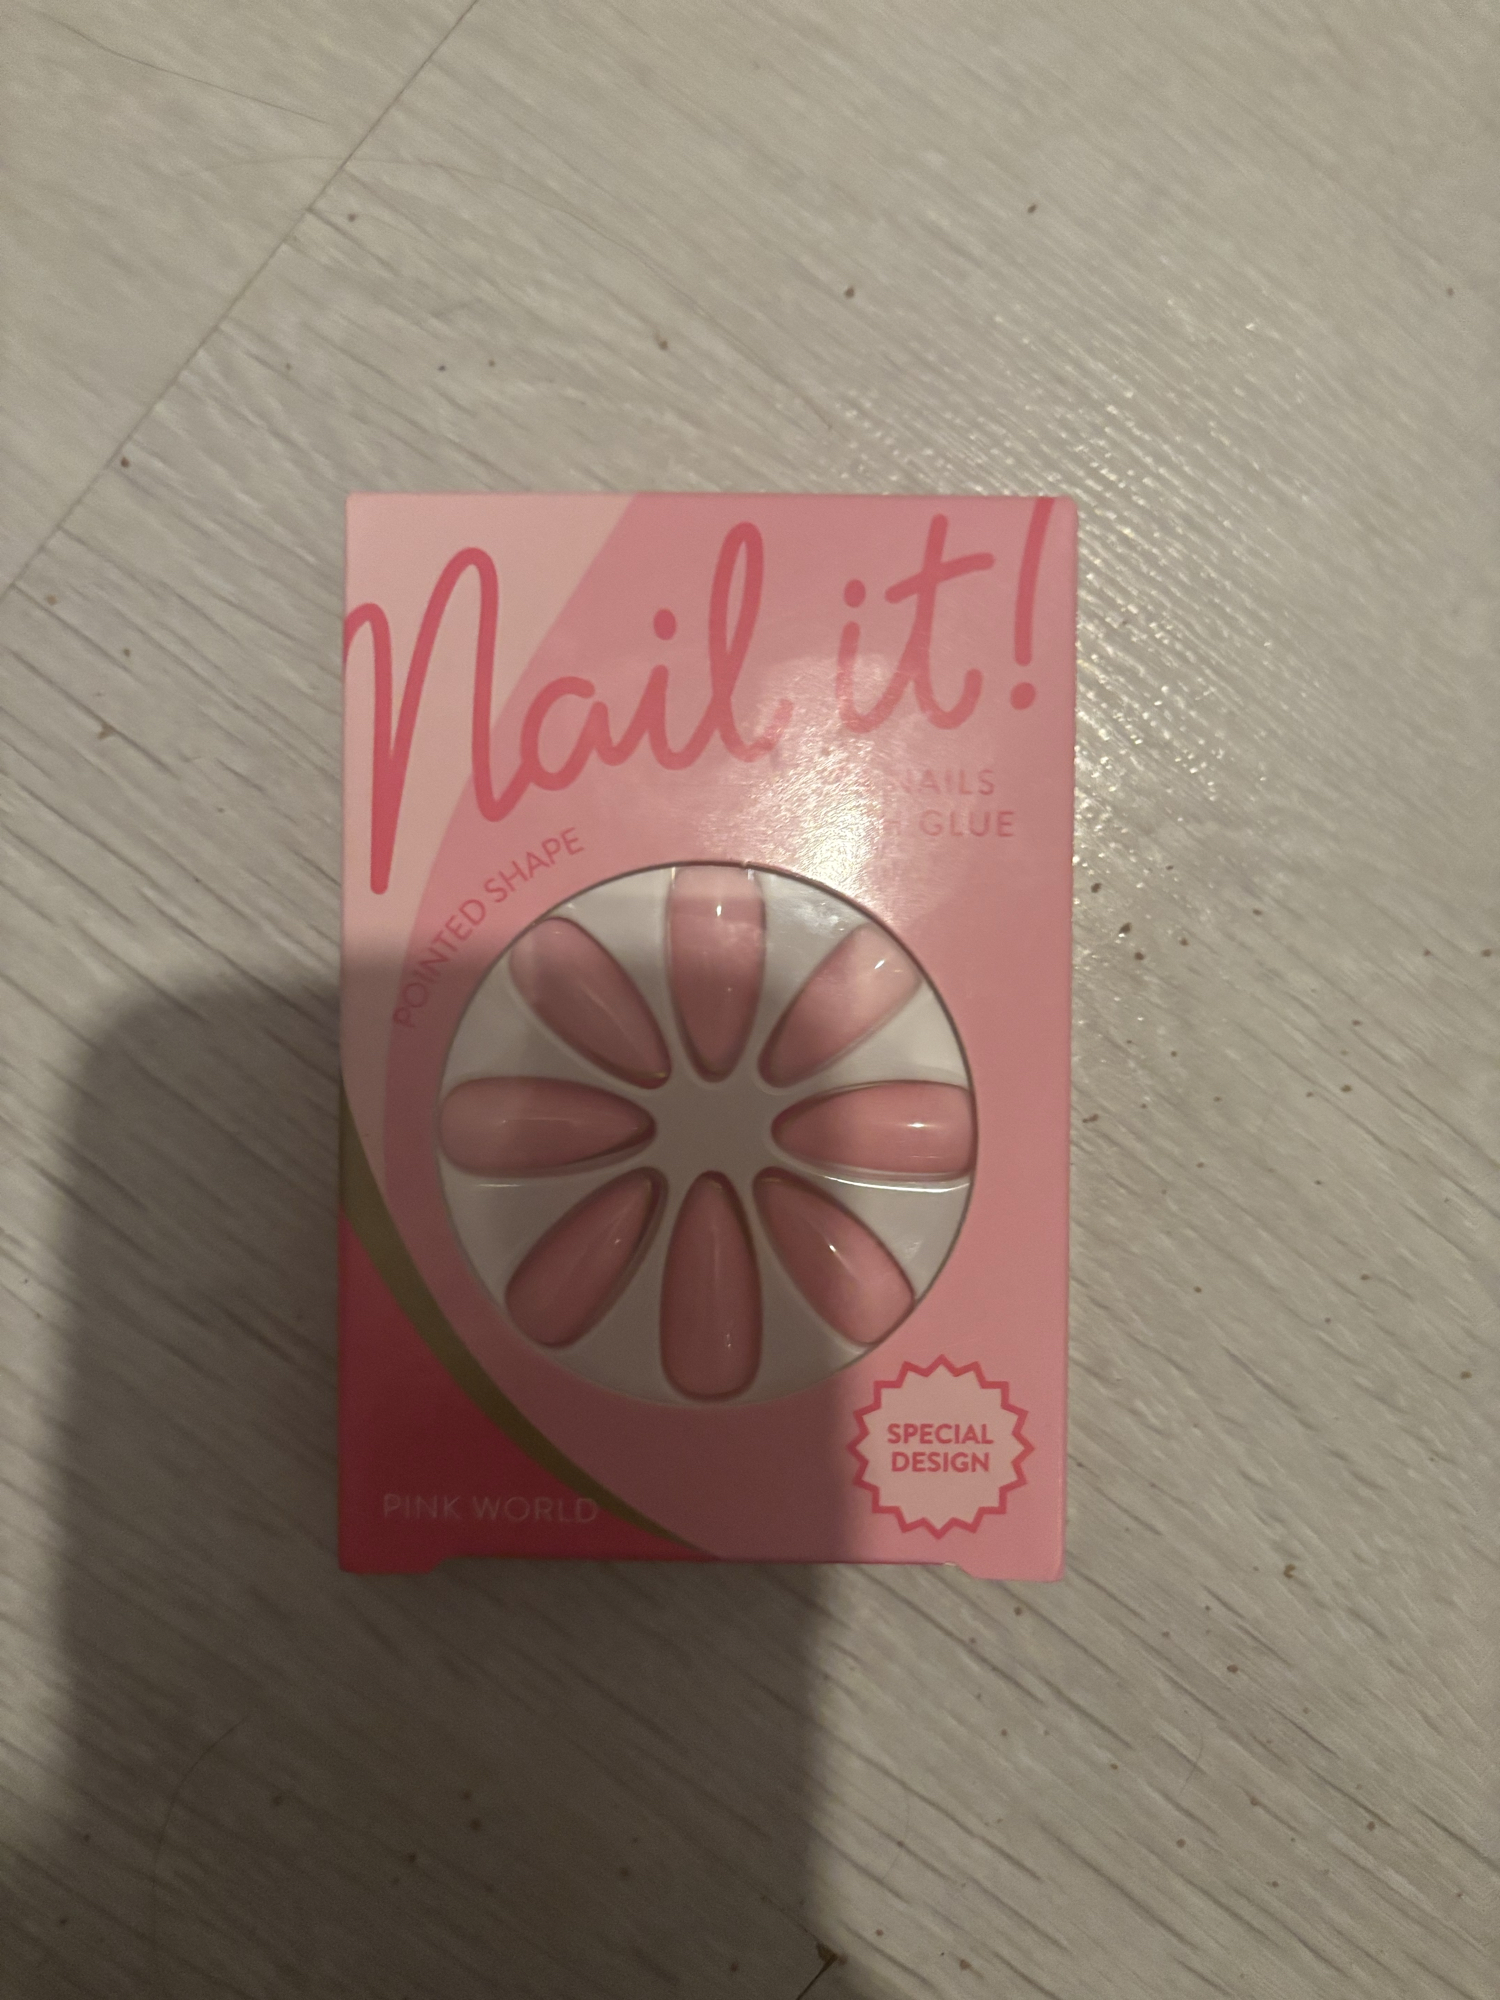 Nail it!
NAILS
GLUE
POINTED SHAPE
SPECIAL
DESIGN
PINK WORLD